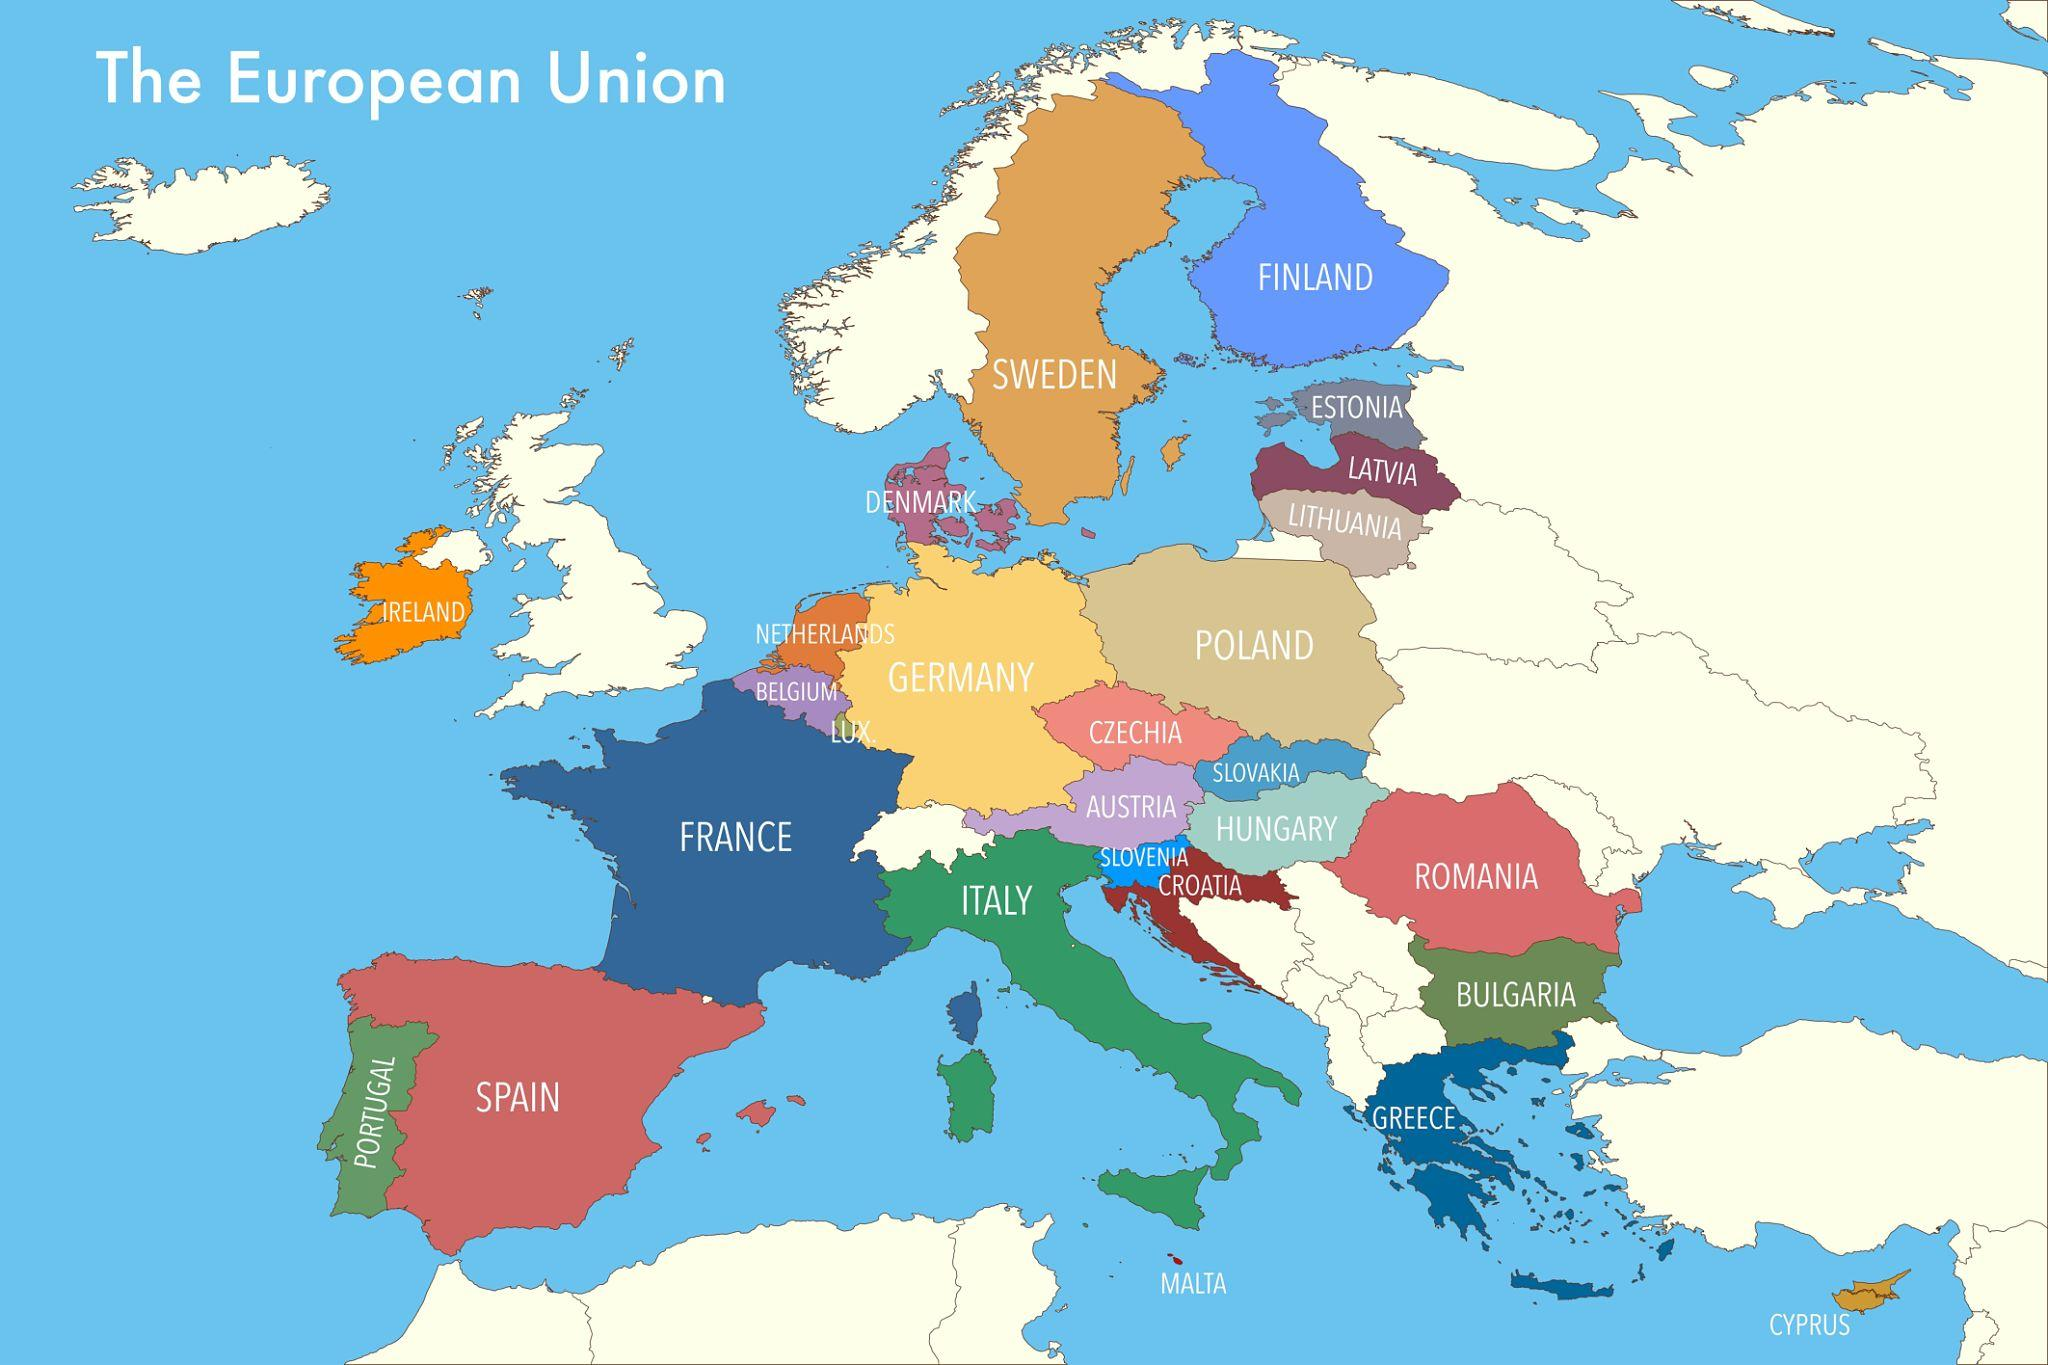 The European Union
FINLAND
SWEDEN
ESTONIA
LATVIA
DENMARK
LITHUANIA
IRELAND
NETHERLANDS
POLAND
GERMANY
BELGIUM
LUX.
CZECHIA
SLOVAKIA
AUSTRIA
HUNGARY
FRANCE
SLOVENIA
CROATIA
ROMANIA
ITALY
BULGARIA
SPAIN
PORTUGAL
GREECE
MALTA
CYPRUS